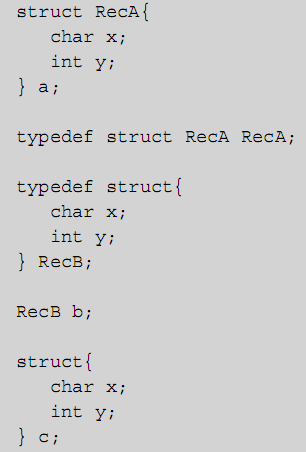 struct RecA{
   char x;
   int y;
} a;

typedef struct RecA RecA;

typedef struct{
   char x;
   int y;
} RecB;

RecB b;

struct{
   char x;
   int y;
} c;